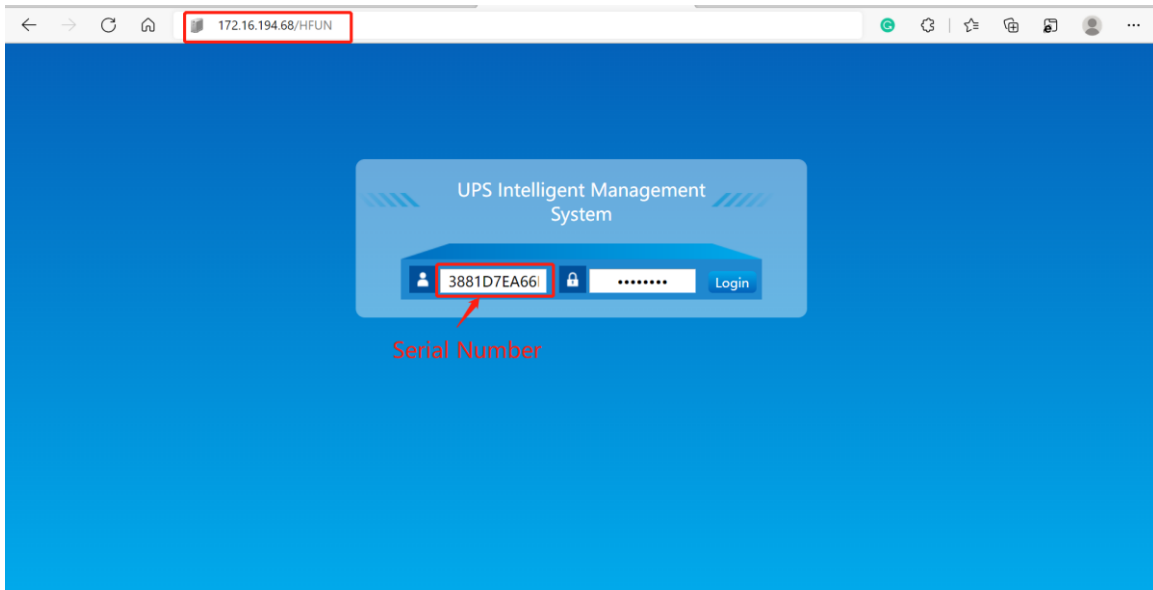 172.16.194.68/HFUN
UPS Intelligent Management
System
3881D7EA66
Login
Serial Number